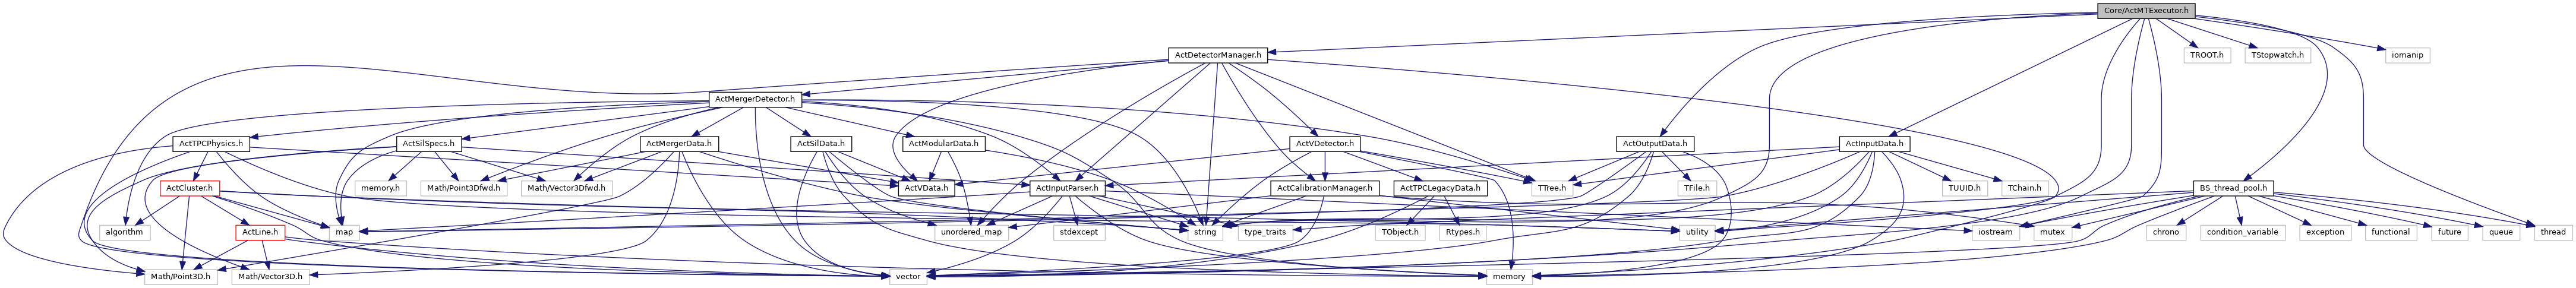 Core/ActMTExecutor.h
ActDetectorManager.h
TROOT.h
TStopwatch.h
iomanip
ActMergerDetector.h
ActTPCPhysics.h
ActSilSpecs.h
ActMergerData.h
ActSilData.h
ActModularData.h
ActVDetector.h
ActOutputData.h
ActInputData.h
ActCluster.h
memory.h
Math/Point3Dfwd.h
Math/Vector3Dfwd.h
ActVData.h
ActInputParser.h
ActCalibrationManager.h
ActTPCLegacyData.h
TTree.h
TFile.h
TUUID.h
TChain.h
BS_thread_pool.h
algorithm
ActLine.h
map
unordered_map
stdexcept
string
type_traits
TObject.h
Rtypes.h
utility
iostream
mutex
chrono
condition_variable
exception
functional
future
queue
thread
Math/Point3D.h
Math/Vector3D.h
vector
memory